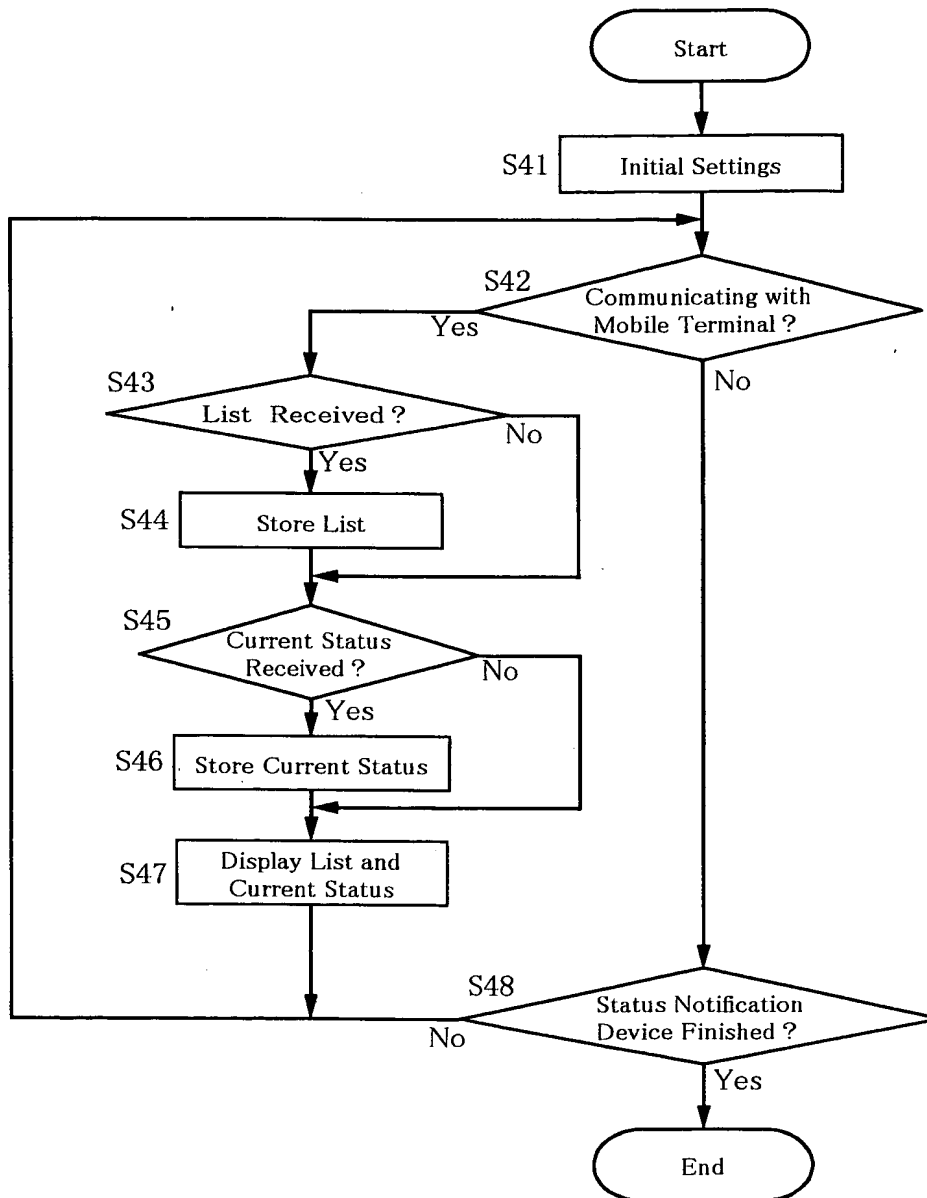 Start
S41
Initial Settings
S42
Communicating with
Mobile Terminal?
Yes
No
S43
List Received?
No
Yes
S44
Store List
S45
Current Status
Received?
No
Yes
S46
Store Current Status
S47
Display List and
Current Status
S48
Status Notification
Device Finished?
No
Yes
End